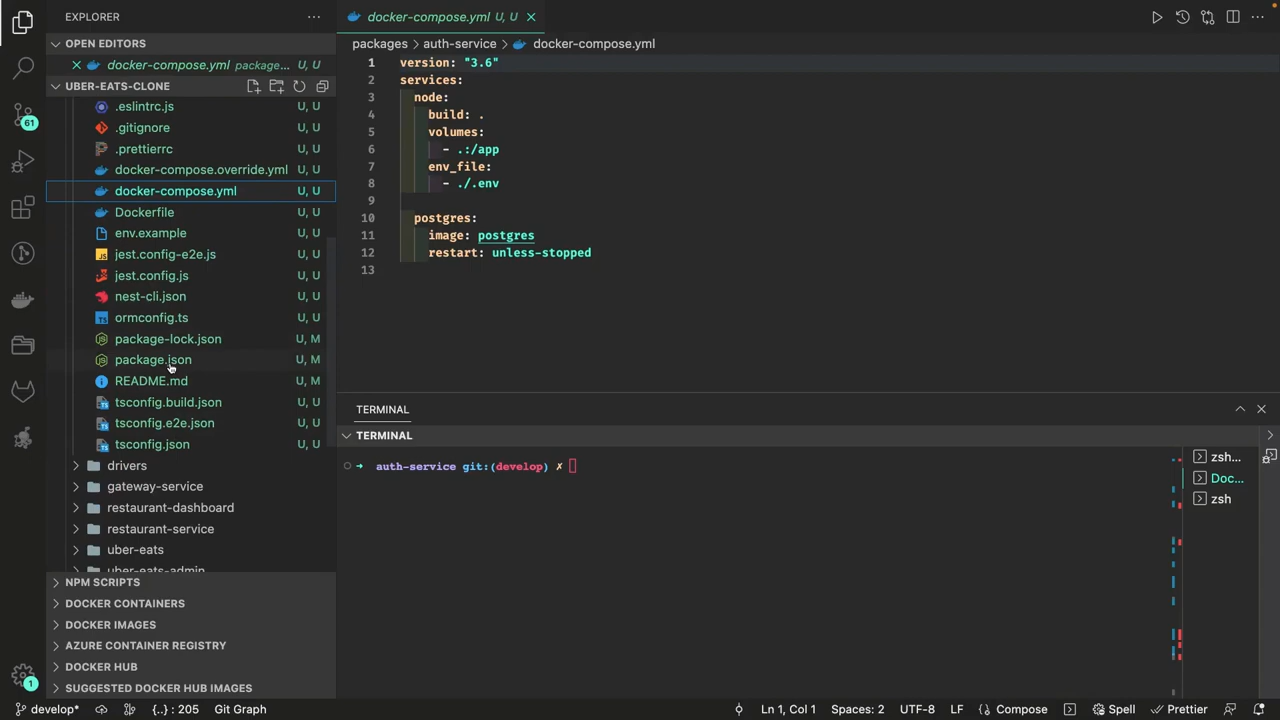 EXPLORER
OPEN EDITORS
docker-compose.yml package... U, U
UBER-EATS-CLONE
.eslintrc.js U, U
.gitignore U, U
.prettierrc U, U
docker-compose.override.yml U, U
docker-compose.yml U, U
Dockerfile U, U
env.example U, U
jest.config-e2e.js U, U
jest.config.js U, U
nest-cli.json U, U
ormconfig.ts U, U
package-lock.json U, M
package.json U, M
README.md U, M
tsconfig.build.json U, U
tsconfig.e2e.json U, U
tsconfig.json U, U
drivers
gateway-service
restaurant-dashboard
restaurant-service
uber-eats
uber-eats-admin
NPM SCRIPTS
DOCKER CONTAINERS
DOCKER IMAGES
AZURE CONTAINER REGISTRY
DOCKER HUB
SUGGESTED DOCKER HUB IMAGES
61
1
docker-compose.yml U, U
packages > auth-service > docker-compose.yml
1 version: "3.6"
2 services:
3 node:
4 build: .
5 volumes:
6 - .:/app
7 env_file:
8 - ./.env
9
10 postgres:
11 image: postgres
12 restart: unless-stopped
13
TERMINAL
TERMINAL
➜ auth-service git:(develop) ✗
zsh...
Doc...
zsh
develop* {..} : 205 Git Graph Ln 1, Col 1 Spaces: 2 UTF-8 LF {} Compose Spell Prettier